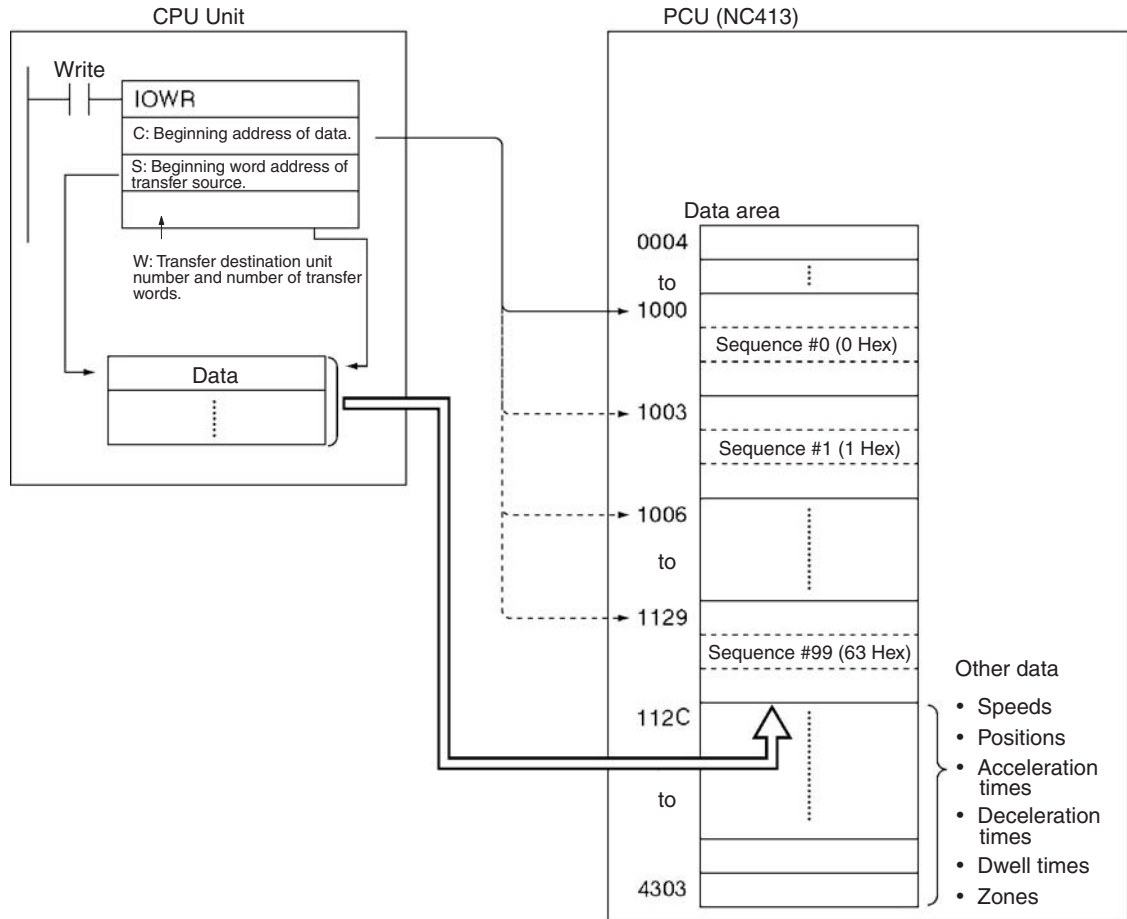 CPU Unit
Write
IOWR
C: Beginning address of data.
S: Beginning word address of
transfer source.
W: Transfer destination unit
number and number of transfer
words.
Data
PCU (NC413)
Data area
0004
to
1000
Sequence #0 (0 Hex)
1003
Sequence #1 (1 Hex)
1006
to
1129
Sequence #99 (63 Hex)
112C
to
4303
Other data
• Speeds
• Positions
• Acceleration
times
• Deceleration
times
• Dwell times
• Zones